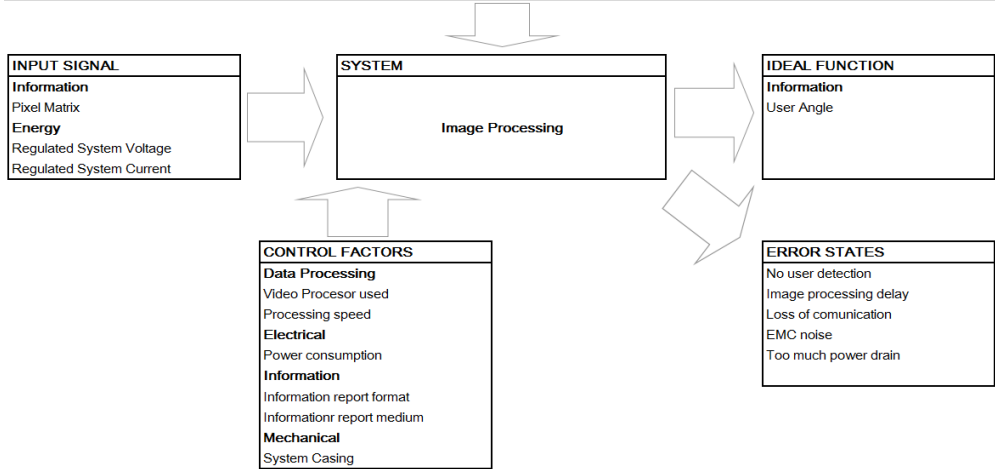 INPUT SIGNAL
Information
Pixel Matrix
Energy
Regulated System Voltage
Regulated System Current
SYSTEM
Image Processing
IDEAL FUNCTION
Information
User Angle
CONTROL FACTORS
Data Processing
Video Procesor used
Processing speed
Electrical
Power consumption
Information
Information report format
Informationr report medium
Mechanical
System Casing
ERROR STATES
No user detection
Image processing delay
Loss of comunication
EMC noise
Too much power drain